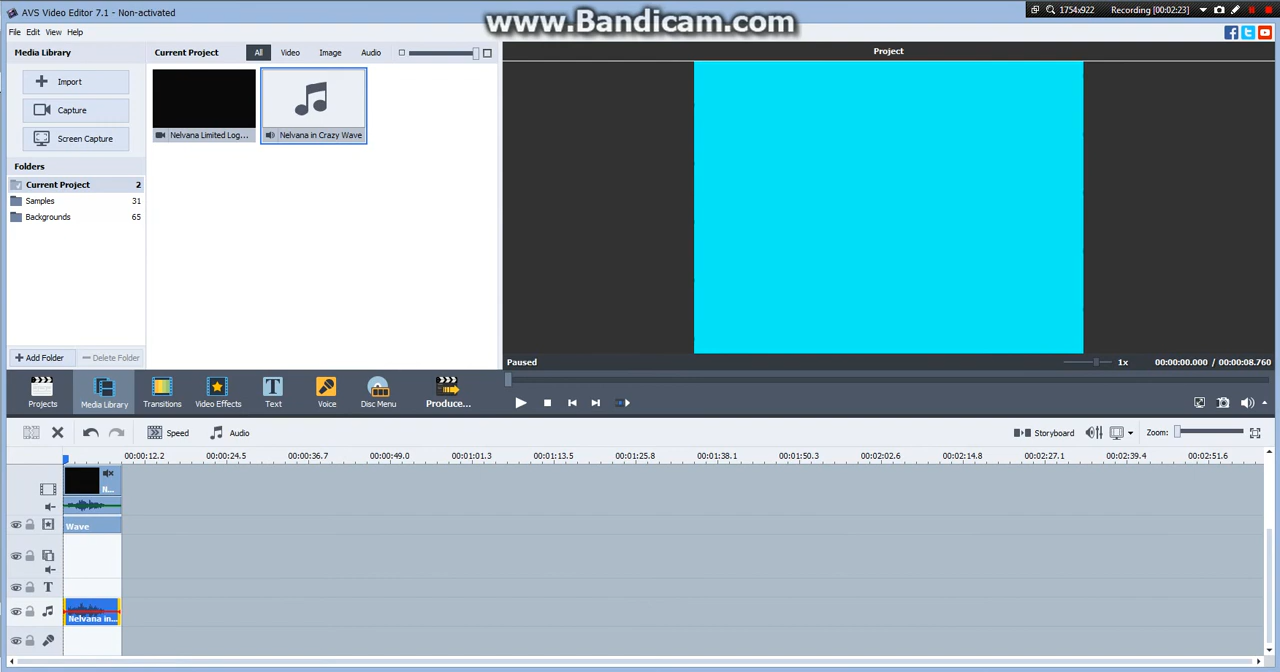 AVS Video Editor 7.1 - Non-activated
www.Bandicam.com
1754x922
Recording [00:02:23]
File Edit View Help
Media Library
Current Project
All
Video
Image
Audio
Project
Import
Capture
Screen Capture
Nelvana Limited Log...
Nelvana in Crazy Wave
Folders
Current Project 2
Samples 31
Backgrounds 65
Add Folder
Delete Folder
Paused
1x
00:00:00.000 / 00:00:08.760
Projects
Media Library
Transitions
Video Effects
Text
Voice
Disc Menu
Produce...
Speed
Audio
Storyboard
Zoom:
00:00:12.2 00:00:24.5 00:00:36.7 00:00:49.0 00:01:01.3 00:01:13.5 00:01:25.8 00:01:38.1 00:01:50.3 00:02:02.6 00:02:14.8 00:02:27.1 00:02:39.4 00:02:51.6
N...
Wave
T
Nelvana in...